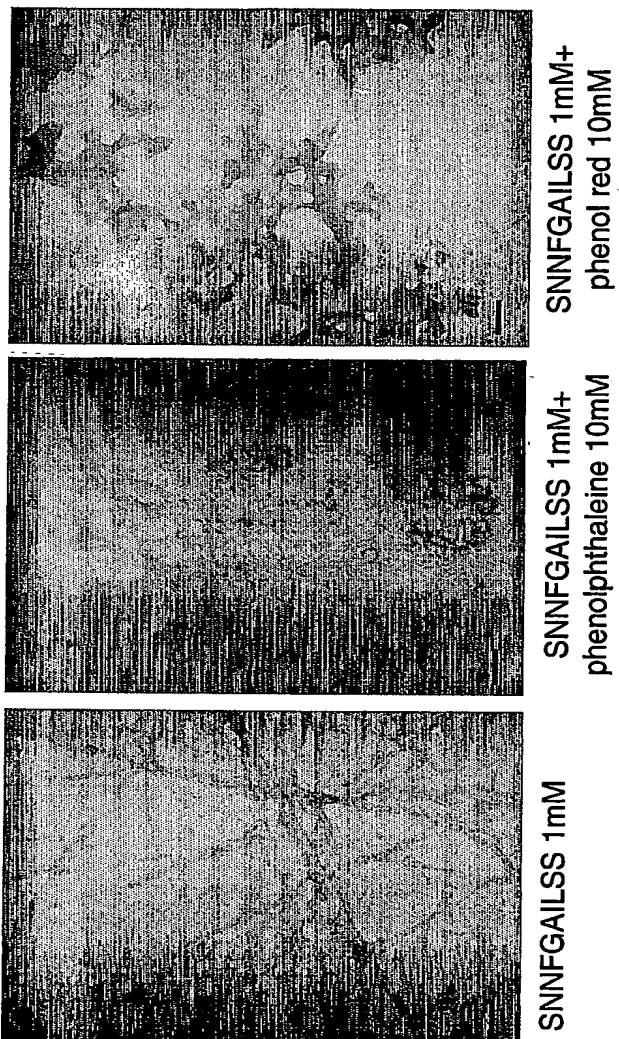 SNNFGAILSS 1mM
SNNFGAILSS 1mM+
phenolphthaleine 10mM
SNNFGAILSS 1mM+
phenol red 10mM